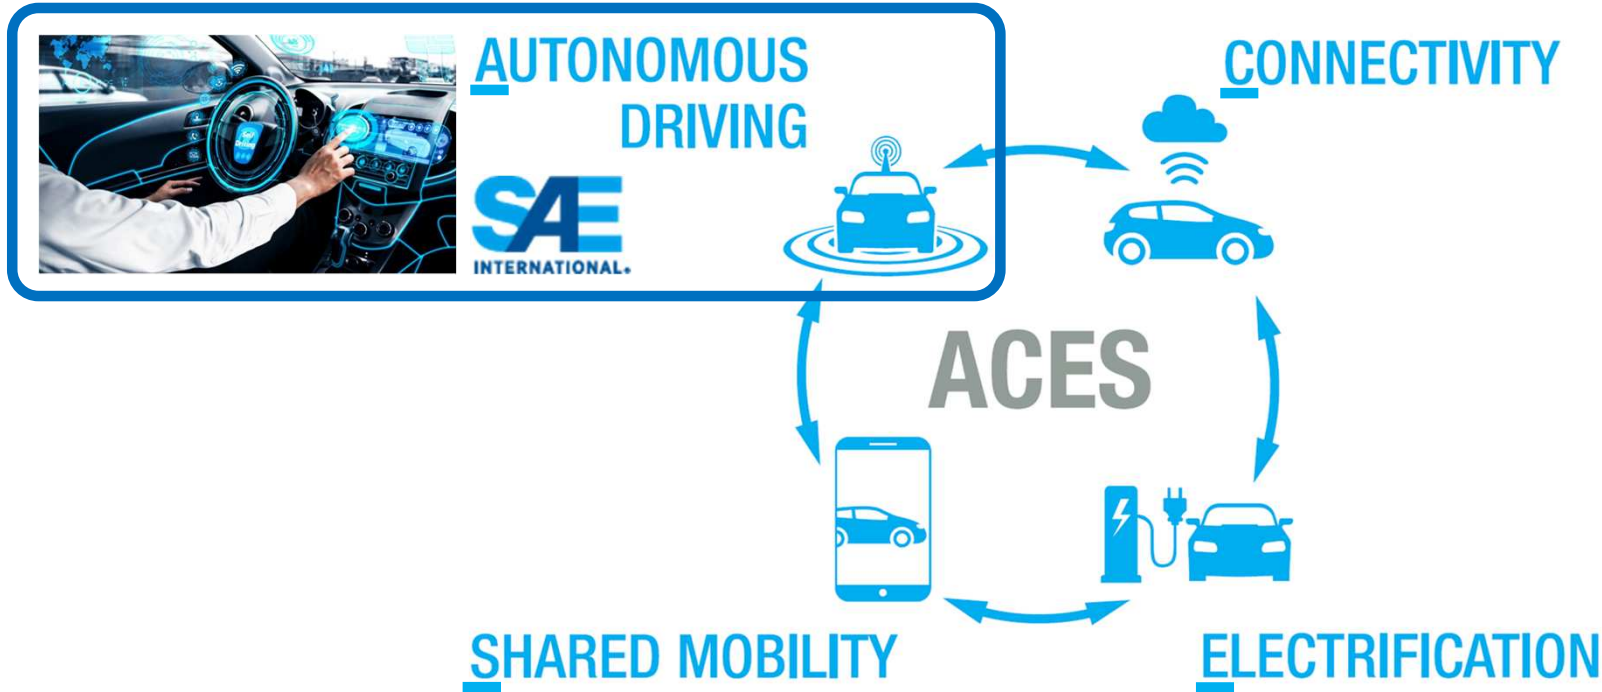 AUTONOMOUS
DRIVING
SAE
INTERNATIONAL.
CONNECTIVITY
ACES
SHARED MOBILITY
ELECTRIFICATION